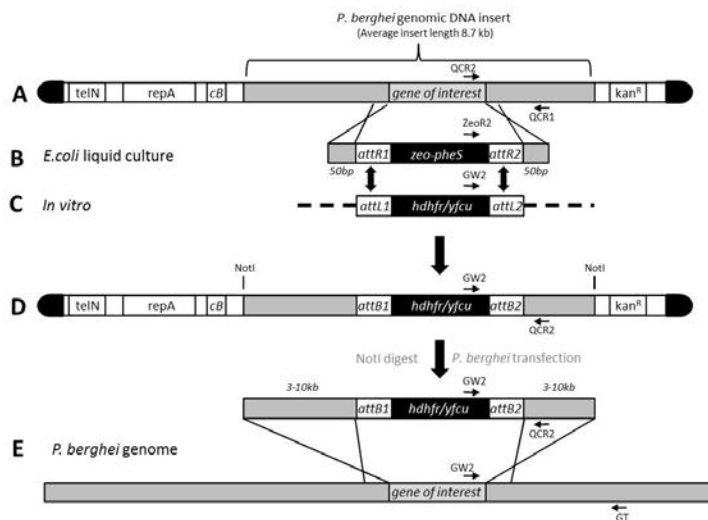 P. berghei genomic DNA insert
(Average insert length 8.7 kb)
QCR2
A telN repA cB gene of interest kanR
QCR1
ZeoR2
B E.coli liquid culture attR1 zeo-pheS attR2
50bp 50bp
GW2
C In vitro attL1 hdhfr/yfcu attL2
NotI NotI
GW2
D telN repA cB attB1 hdhfr/yfcu attB2 kanR
QCR2
NotI digest P. berghei transfection
3-10kb GW2 3-10kb
attB1 hdhfr/yfcu attB2
QCR2
E P. berghei genome
GW2
gene of interest
GT